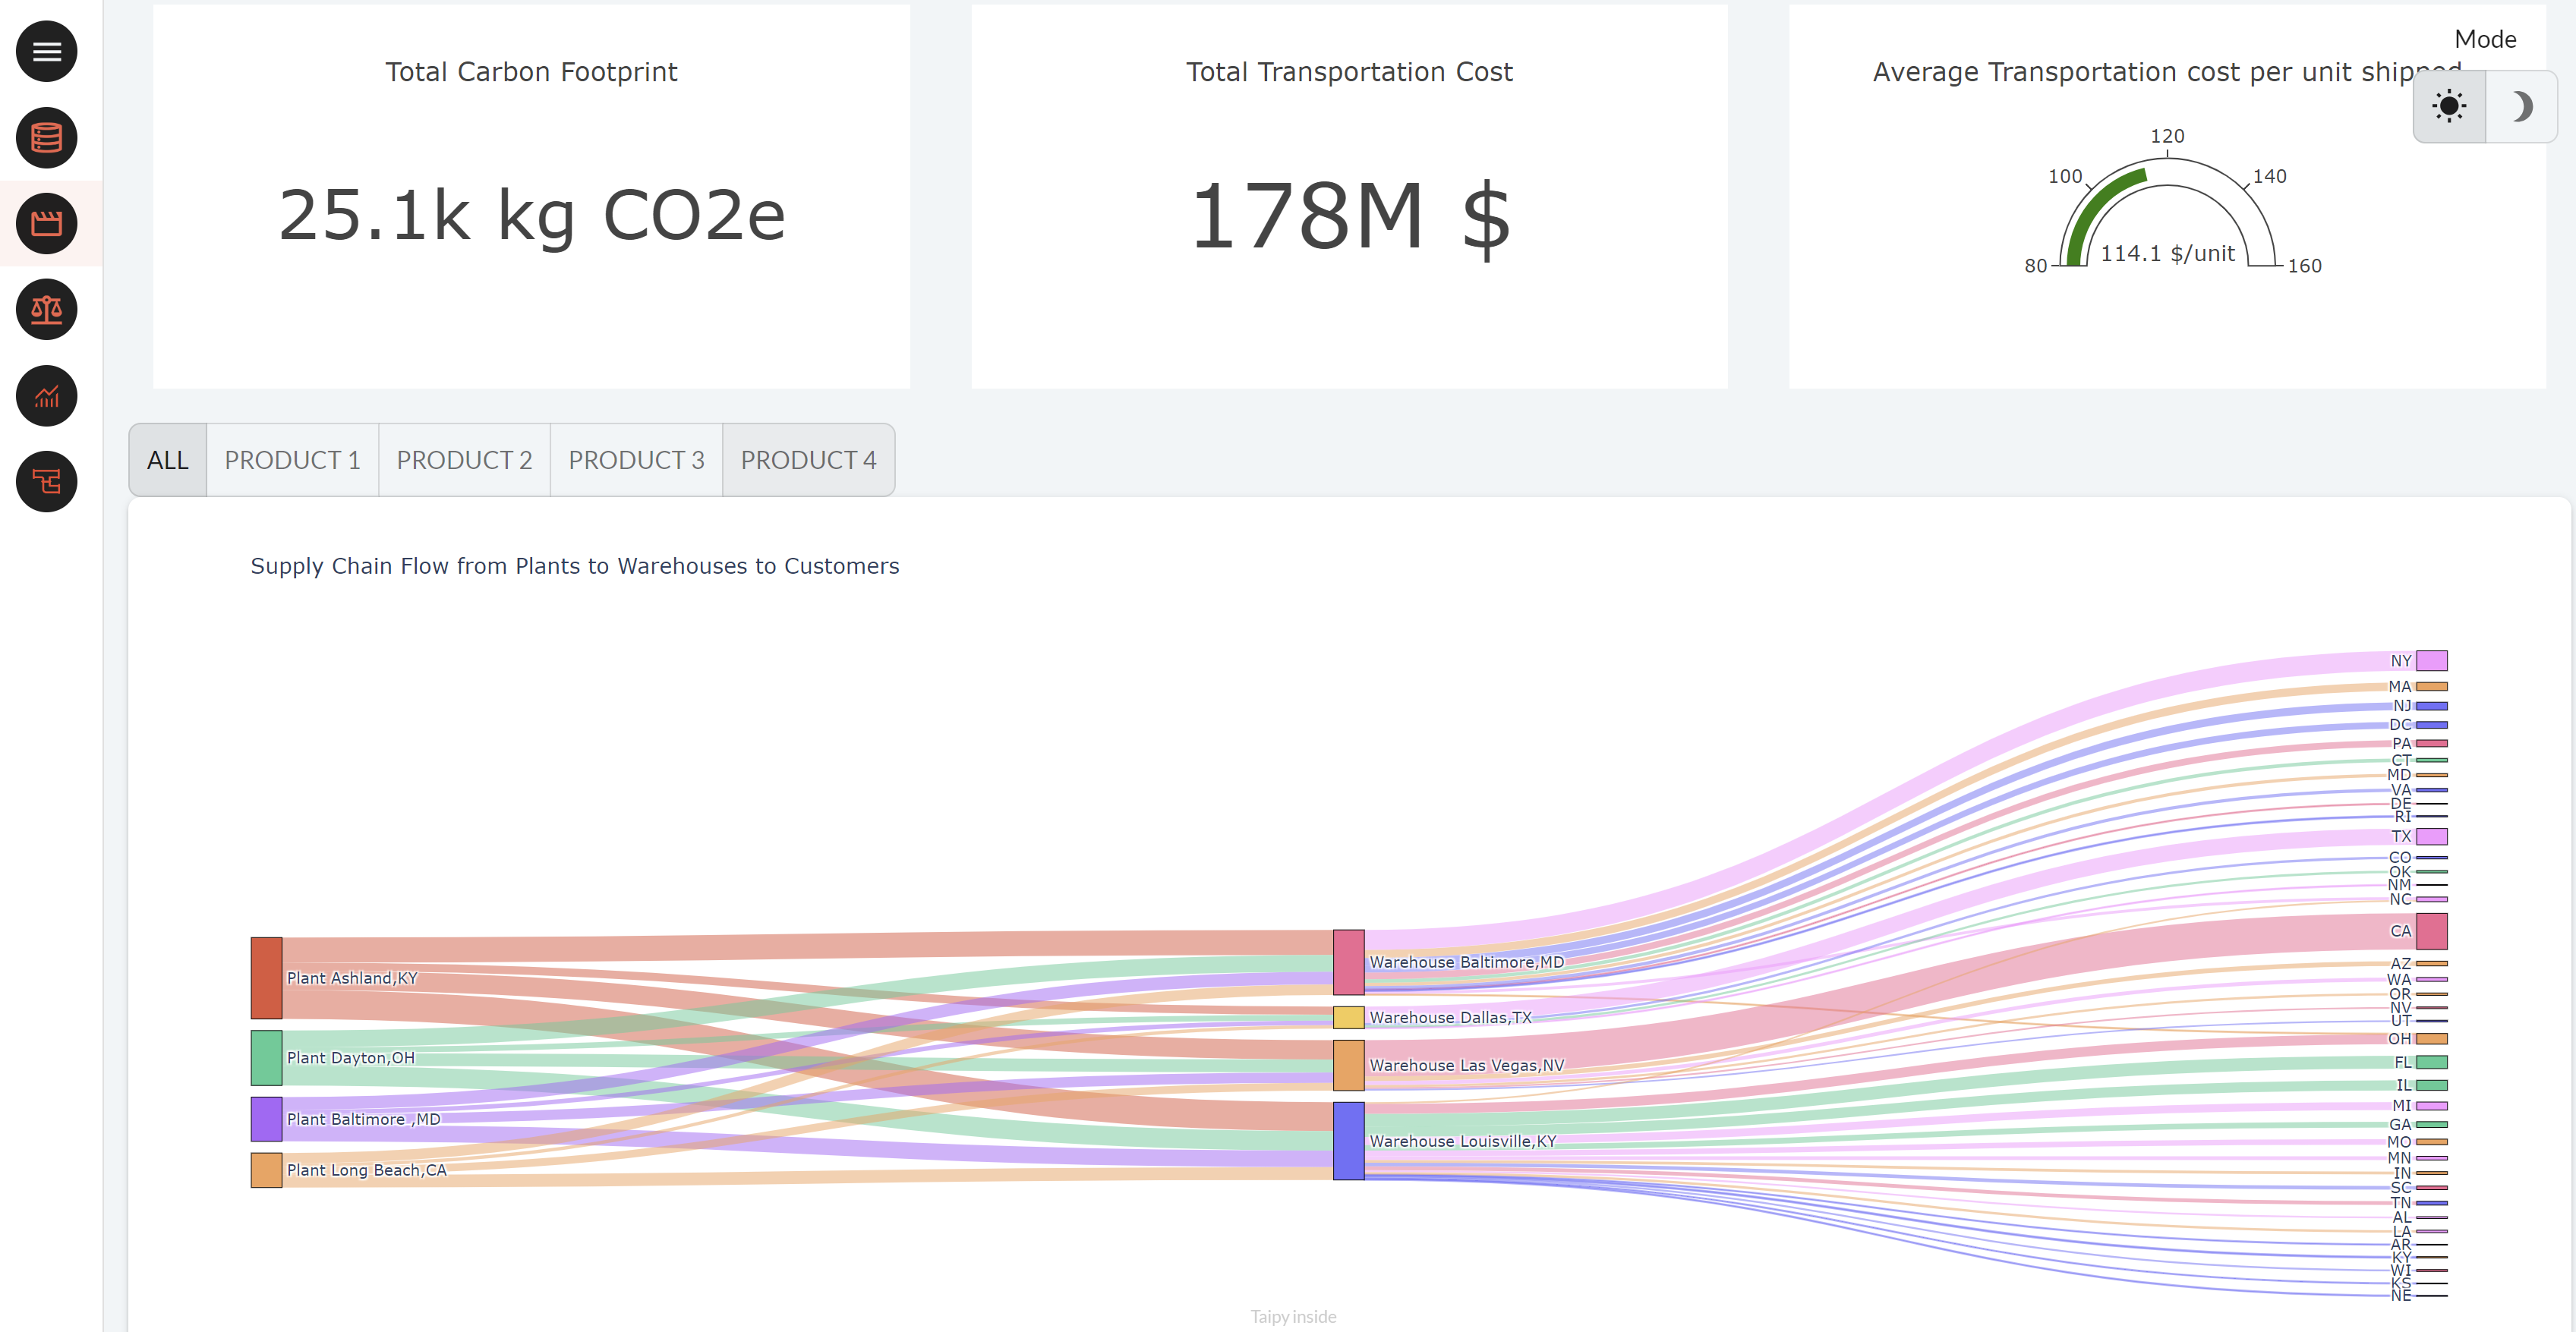 Mode
Total Carbon Footprint
Total Transportation Cost
Average Transportation cost per unit shipped
25.1k kg CO2e
178M $
80
100
120
140
160
114.1 $/unit
ALL
PRODUCT 1
PRODUCT 2
PRODUCT 3
PRODUCT 4
Supply Chain Flow from Plants to Warehouses to Customers
Plant Ashland,KY
Plant Dayton,OH
Plant Baltimore ,MD
Plant Long Beach,CA
Warehouse Baltimore,MD
Warehouse Dallas,TX
Warehouse Las Vegas,NV
Warehouse Louisville,KY
NY
MA
NJ
DC
PA
CT
MD
VA
DE
RI
TX
CO
OK
NM
NC
CA
AZ
WA
OR
NV
UT
OH
FL
IL
MI
GA
MO
MN
IN
SC
TN
AL
LA
AR
KY
WI
KS
NE
Taipy inside